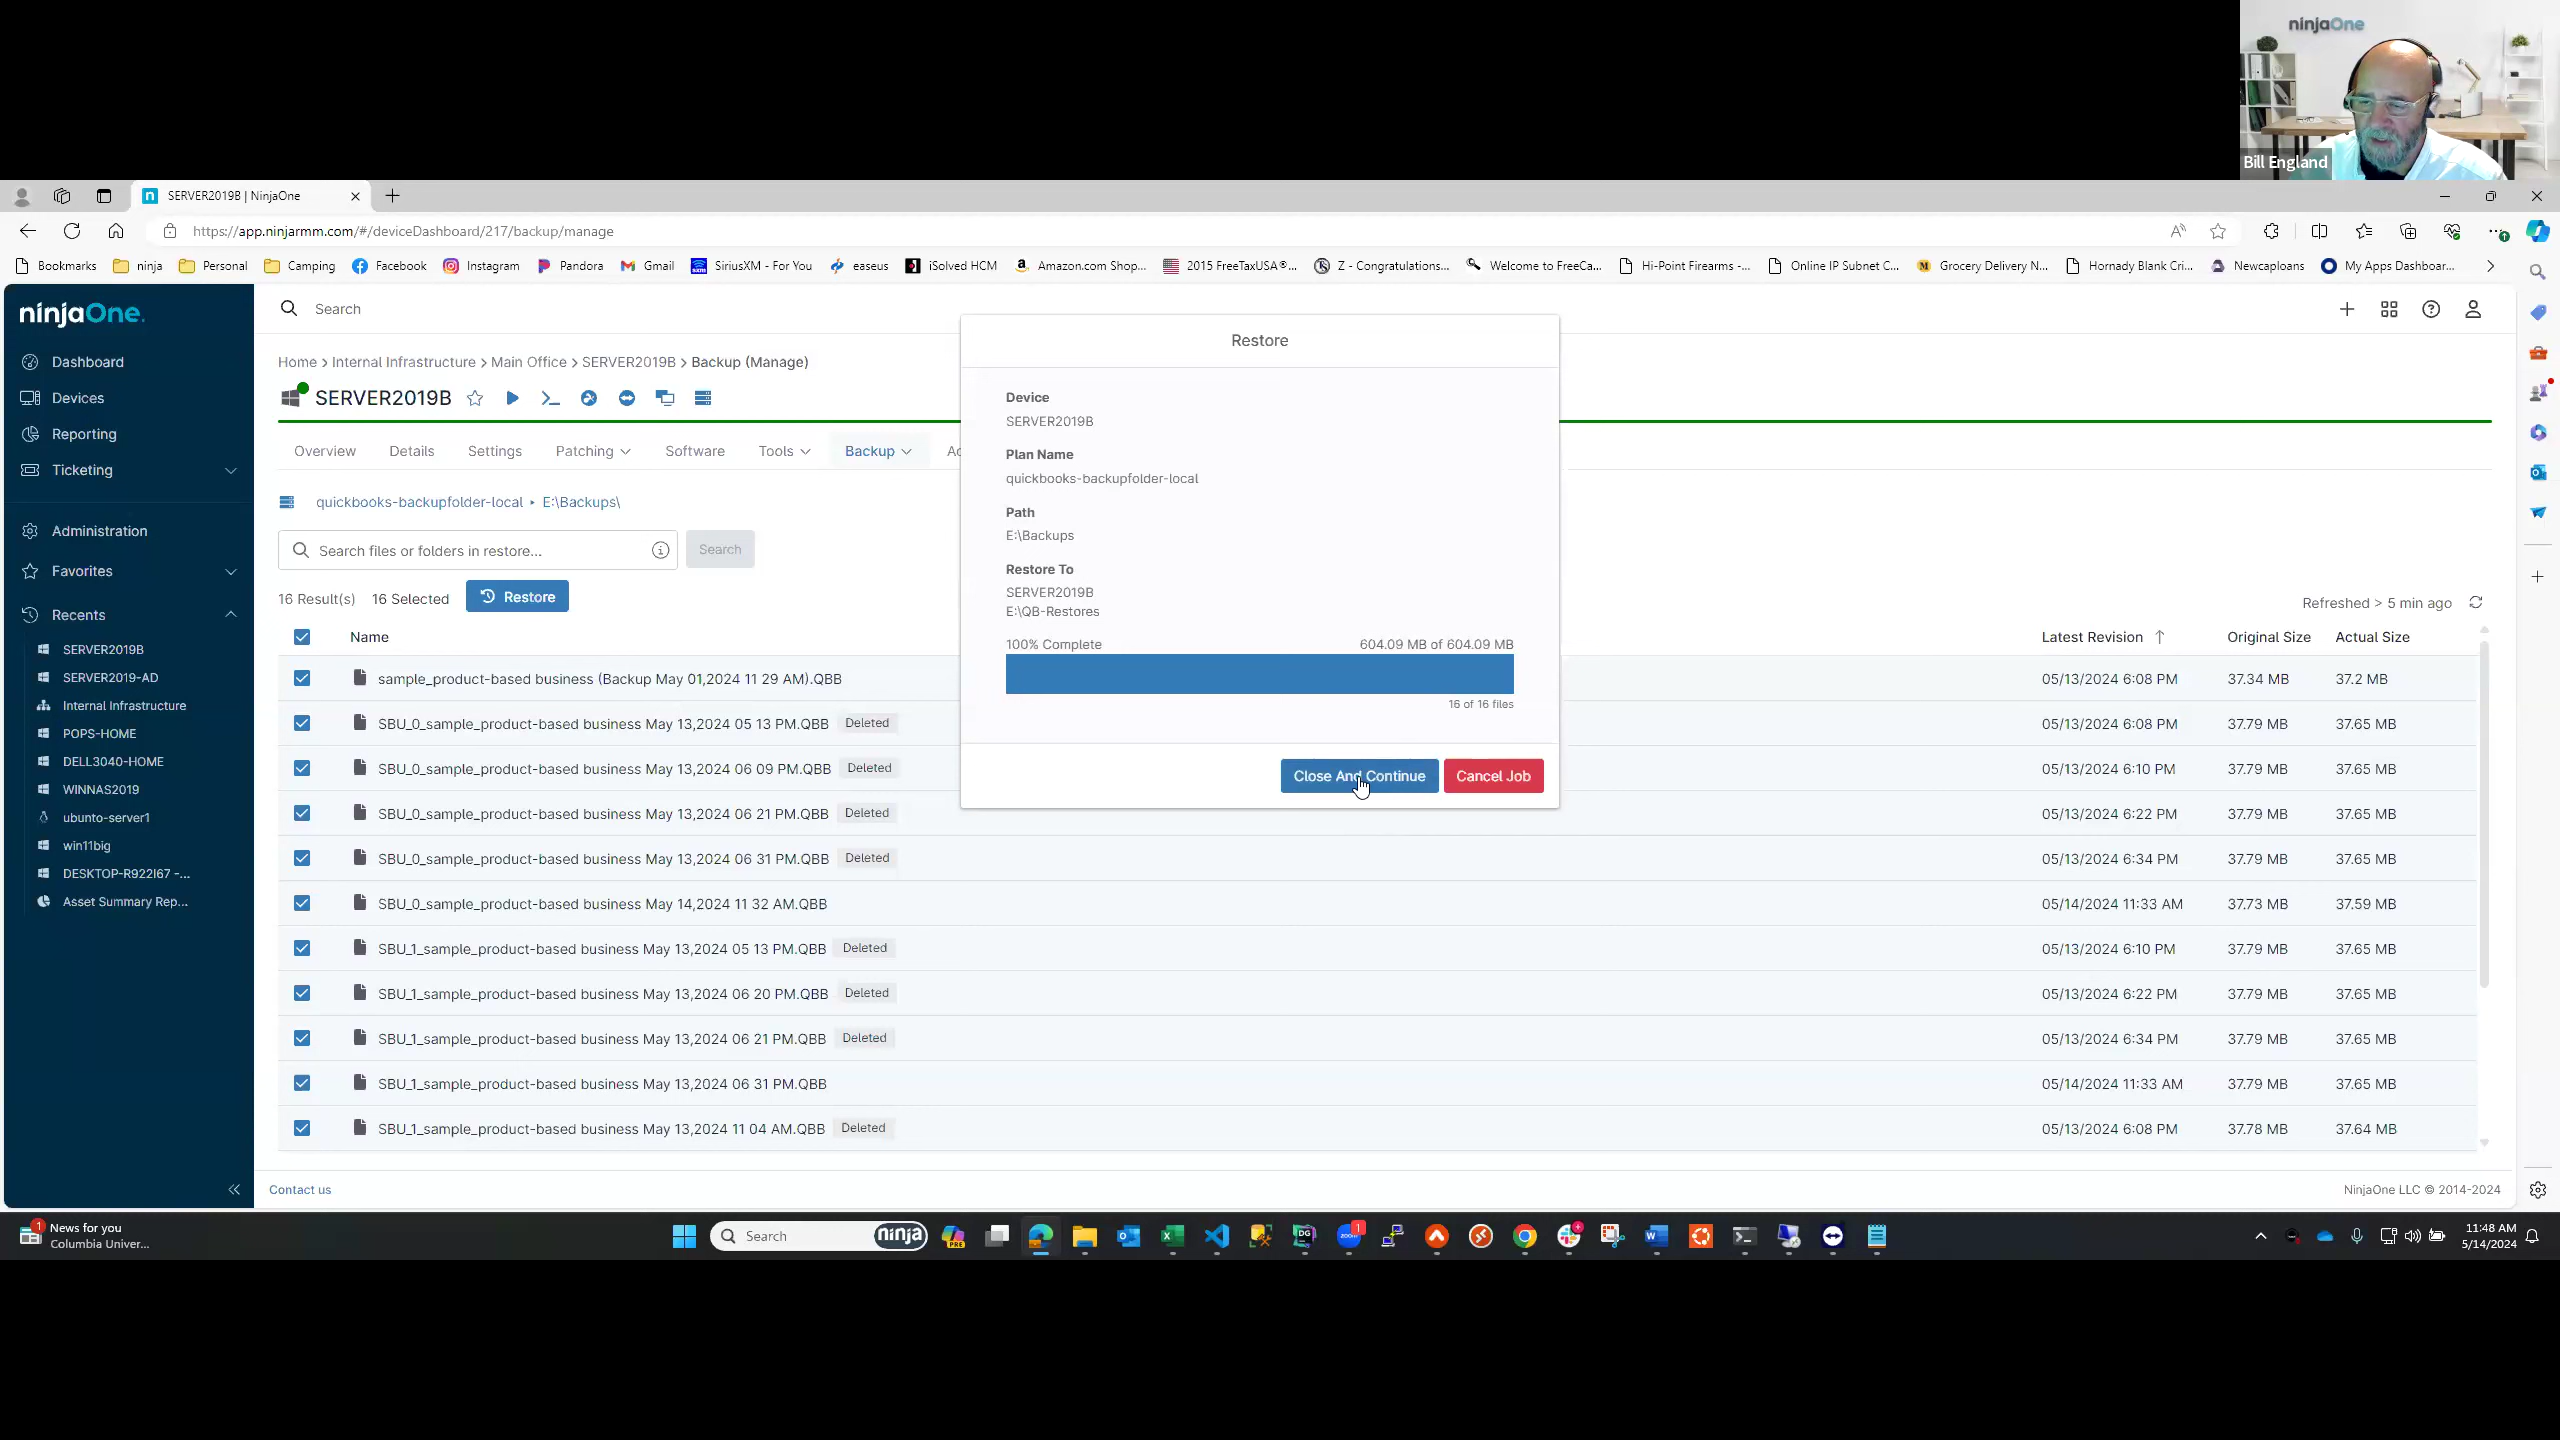 ninjaOne
Bill England
SERVER2019B | NinjaOne
https://app.ninjarmm.com/#/deviceDashboard/217/backup/manage
Bookmarks ninja Personal Camping Facebook Instagram Pandora Gmail SiriusXM - For You easeus iSolved HCM Amazon.com Shop... 2015 FreeTaxUSA®... Z - Congratulations... Welcome to FreeCa... Hi-Point Firearms -... Online IP Subnet C... Grocery Delivery N... Hornady Blank Cri... Newcaploans My Apps Dashboar...
ninjaOne.
Search
Dashboard
Devices
Reporting
Ticketing
Administration
Favorites
Recents
SERVER2019B
SERVER2019-AD
Internal Infrastructure
POPS-HOME
DELL3040-HOME
WINNAS2019
ubunto-server1
win11big
DESKTOP-R922I67 -...
Asset Summary Rep...
Home > Internal Infrastructure > Main Office > SERVER2019B > Backup (Manage)
SERVER2019B
Overview Details Settings Patching Software Tools Backup Ac
quickbooks-backupfolder-local • E:\Backups\
Search files or folders in restore... Search
16 Result(s) 16 Selected Restore
Refreshed > 5 min ago
Name Latest Revision Original Size Actual Size
sample_product-based business (Backup May 01,2024 11 29 AM).QBB 05/13/2024 6:08 PM 37.34 MB 37.2 MB
SBU_0_sample_product-based business May 13,2024 05 13 PM.QBB Deleted 05/13/2024 6:08 PM 37.79 MB 37.65 MB
SBU_0_sample_product-based business May 13,2024 06 09 PM.QBB Deleted 05/13/2024 6:10 PM 37.79 MB 37.65 MB
SBU_0_sample_product-based business May 13,2024 06 21 PM.QBB Deleted 05/13/2024 6:22 PM 37.79 MB 37.65 MB
SBU_0_sample_product-based business May 13,2024 06 31 PM.QBB Deleted 05/13/2024 6:34 PM 37.79 MB 37.65 MB
SBU_0_sample_product-based business May 14,2024 11 32 AM.QBB 05/14/2024 11:33 AM 37.73 MB 37.59 MB
SBU_1_sample_product-based business May 13,2024 05 13 PM.QBB Deleted 05/13/2024 6:10 PM 37.79 MB 37.65 MB
SBU_1_sample_product-based business May 13,2024 06 20 PM.QBB Deleted 05/13/2024 6:22 PM 37.79 MB 37.65 MB
SBU_1_sample_product-based business May 13,2024 06 21 PM.QBB Deleted 05/13/2024 6:34 PM 37.79 MB 37.65 MB
SBU_1_sample_product-based business May 13,2024 06 31 PM.QBB 05/14/2024 11:33 AM 37.79 MB 37.65 MB
SBU_1_sample_product-based business May 13,2024 11 04 AM.QBB Deleted 05/13/2024 6:08 PM 37.78 MB 37.64 MB
Restore
Device
SERVER2019B
Plan Name
quickbooks-backupfolder-local
Path
E:\Backups
Restore To
SERVER2019B
E:\QB-Restores
100% Complete 604.09 MB of 604.09 MB
16 of 16 files
Close And Continue Cancel Job
Contact us NinjaOne LLC © 2014-2024
News for you
Columbia Univer...
Search ninja
11:48 AM
5/14/2024